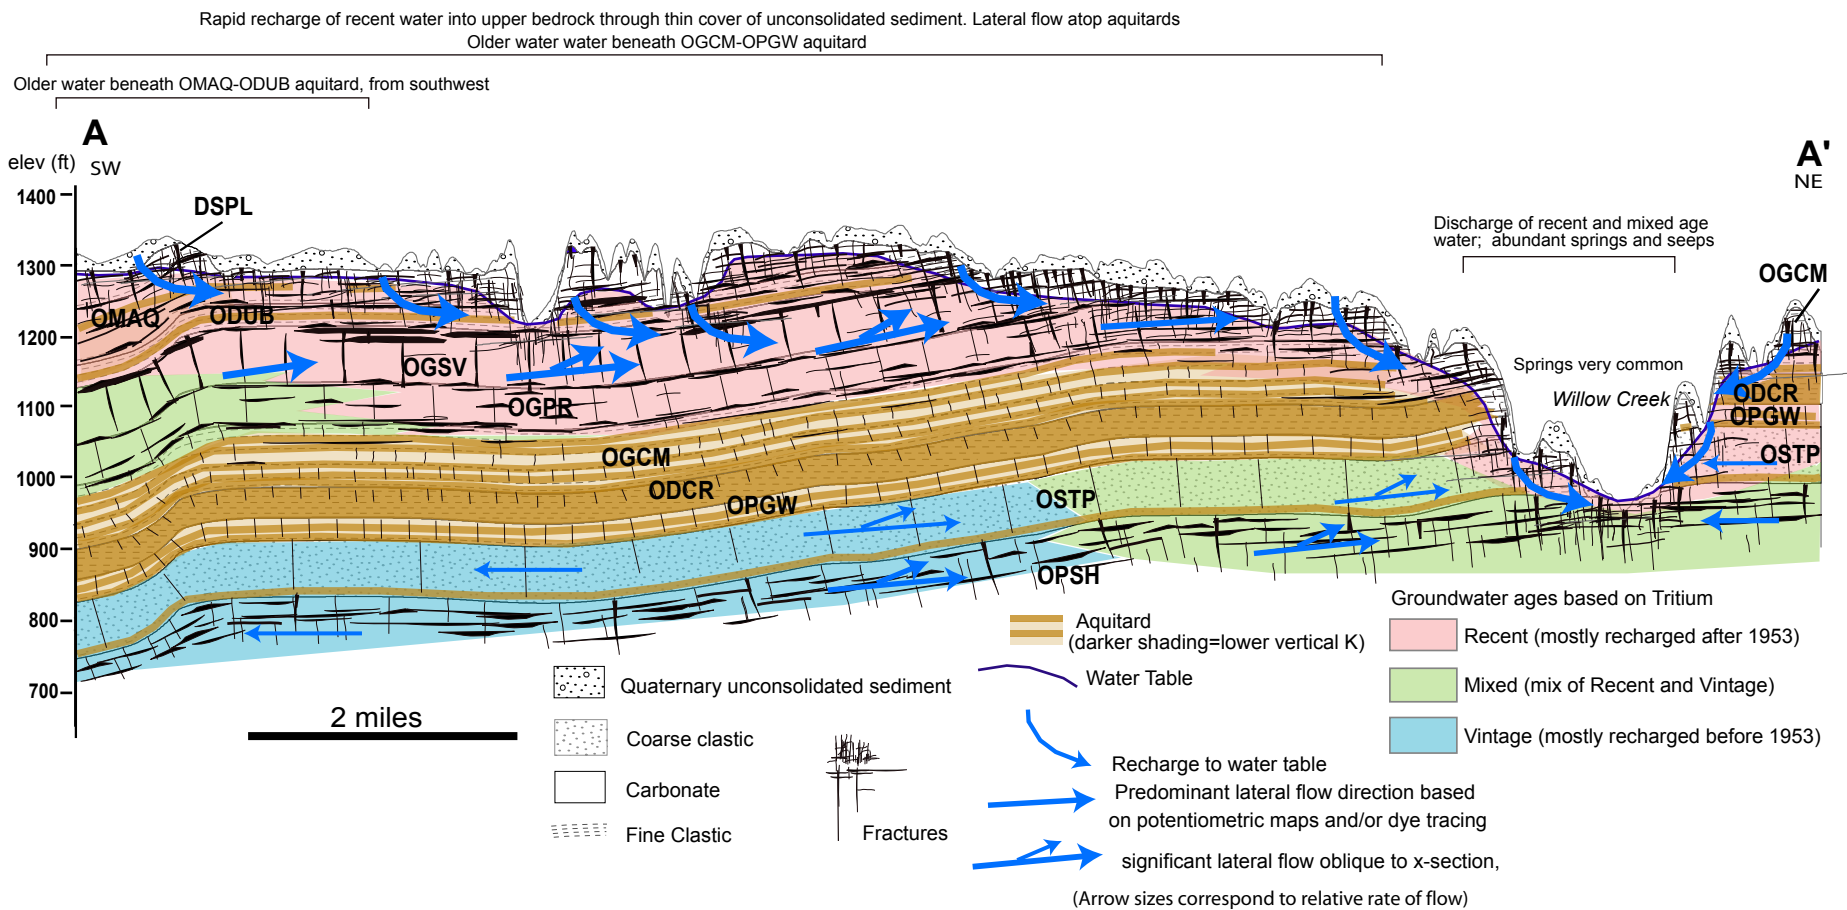 Rapid recharge of recent water into upper bedrock through thin cover of unconsolidated sediment. Lateral flow atop aquitards
Older water water beneath OGCM-OPGW aquitard
Older water beneath OMAQ-ODUB aquitard, from southwest
A
SW
elev (ft)
A'
NE
1400
1300
1200
1100
1000
900
800
700
DSPL
OMAQ
ODUB
OGSV
OGPR
OGCM
ODCR
OPGW
OSTP
OPSH
Discharge of recent and mixed age
water; abundant springs and seeps
OGCM
Springs very common
Willow Creek
ODCR
OPGW
OSTP
2 miles
Quaternary unconsolidated sediment
Coarse clastic
Carbonate
Fine Clastic
Fractures
Aquitard
(darker shading=lower vertical K)
Water Table
Recharge to water table
Predominant lateral flow direction based
on potentiometric maps and/or dye tracing
significant lateral flow oblique to x-section,
(Arrow sizes correspond to relative rate of flow)
Groundwater ages based on Tritium
Recent (mostly recharged after 1953)
Mixed (mix of Recent and Vintage)
Vintage (mostly recharged before 1953)